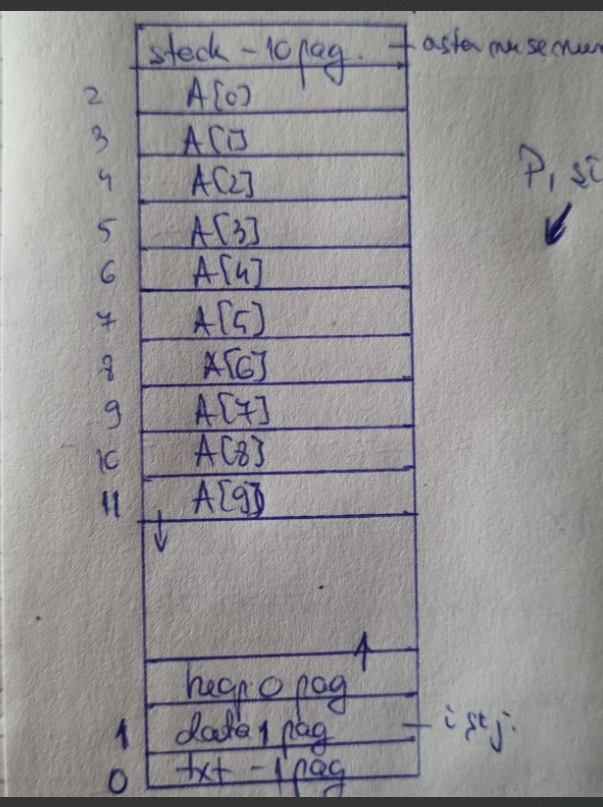 stack - 10 pag. - asta nu se
2 A[0]
3 A[1]
P, si
4 A[2]
5 A[3]
6 A[4]
7 A[5]
8 A[6]
9 A[7]
10 A[8]
11 A[9]
heap 0 pag
1 data 1 pag - i și j.
0 txt - 1 pag